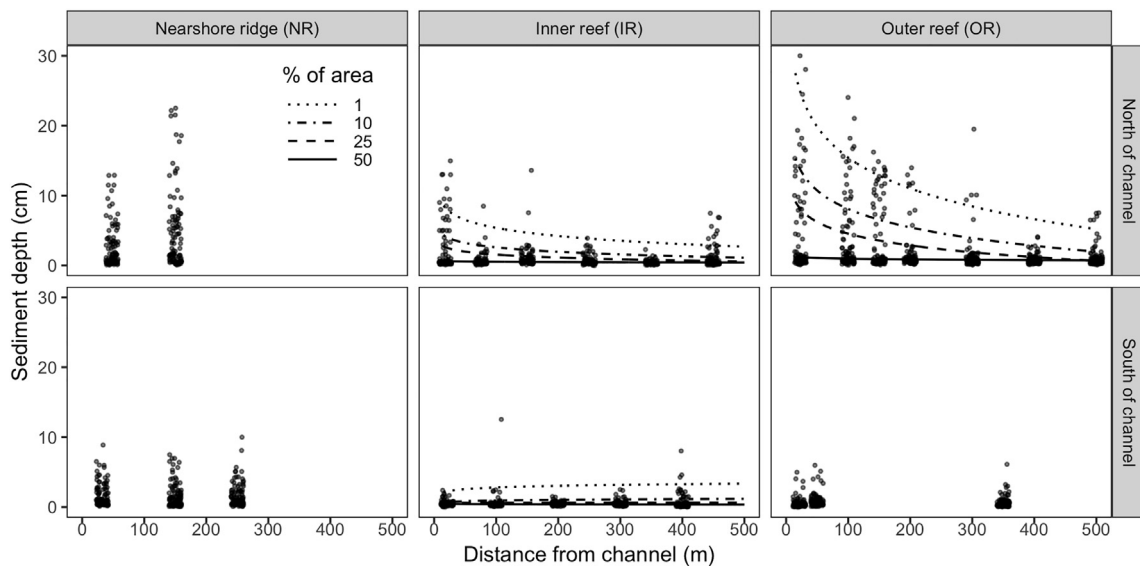 Nearshore ridge (NR) Inner reef (IR) Outer reef (OR)
% of area
1
10
25
50
30
20
10
0
North of channel
Sediment depth (cm)
30
20
10
0
South of channel
0 100 200 300 400 500 0 100 200 300 400 500 0 100 200 300 400 500
Distance from channel (m)